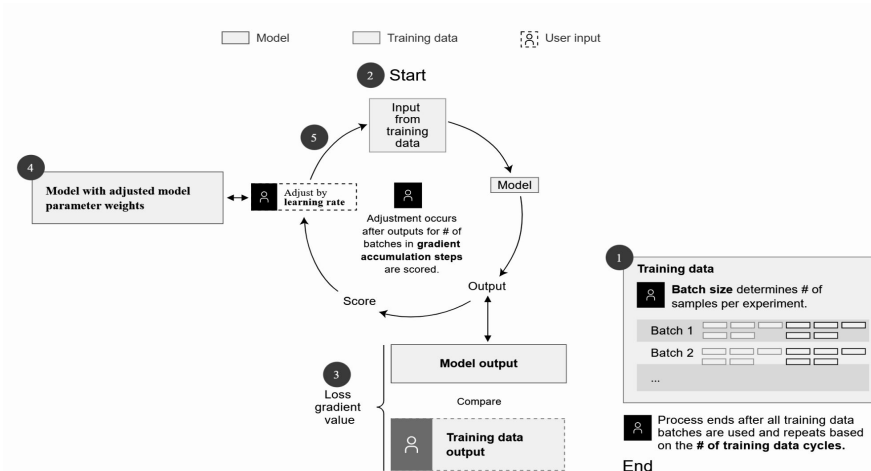 Model
Training data
User input
2
Start
Input
from
training
data
5
4
Model with adjusted model
parameter weights
Adjust by
learning rate
Model
Adjustment occurs
after outputs for # of
batches in gradient
accumulation steps
are scored.
Output
Score
1
Training data
Batch size determines # of
samples per experiment.
Batch 1
Batch 2
...
3
Loss
gradient
value
Model output
Compare
Training data
output
Process ends after all training data
batches are used and repeats based
on the # of training data cycles.
End